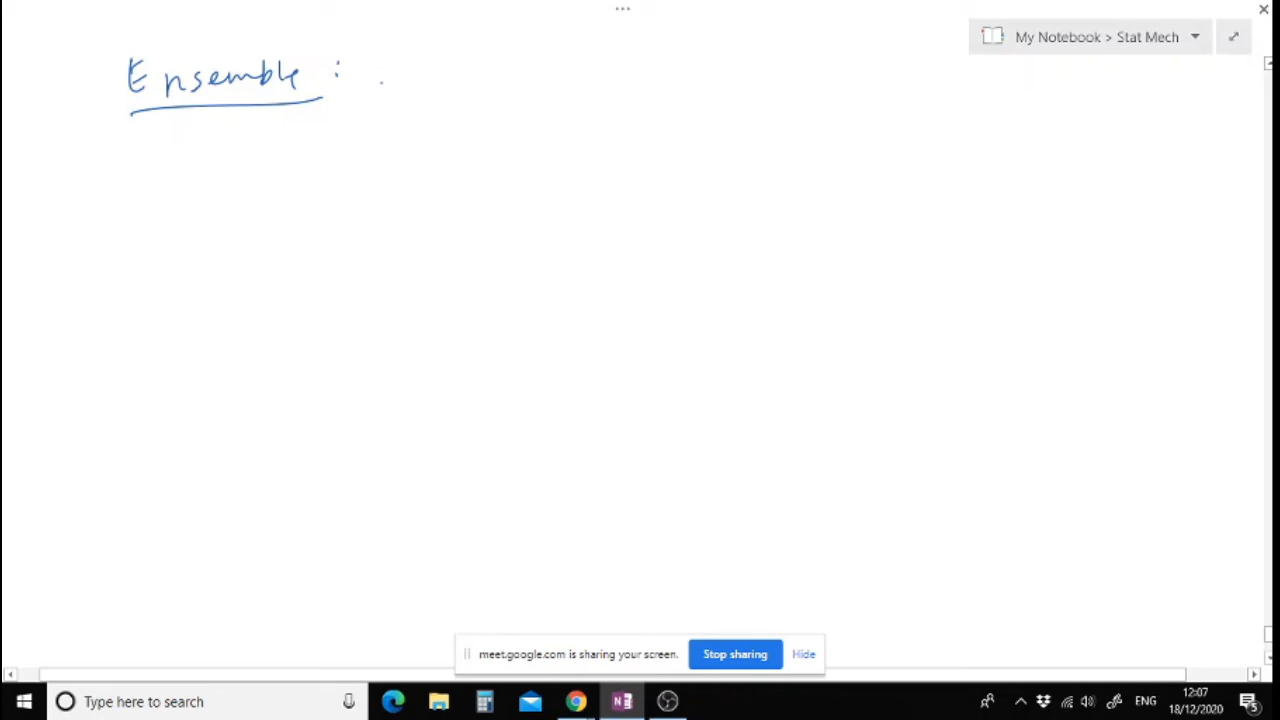 My Notebook > Stat Mech
Ensemble :
meet.google.com is sharing your screen.
Stop sharing
Hide
Type here to search
ENG
12:07
18/12/2020
5